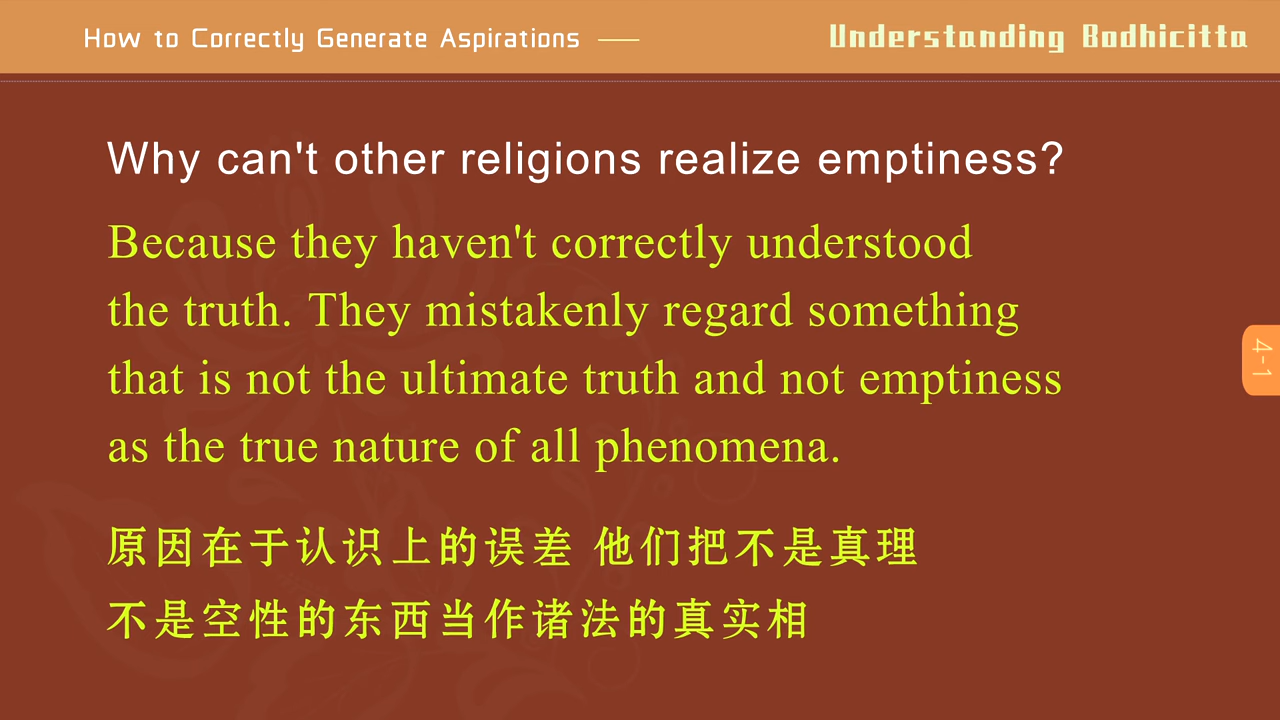 How to Correctly Generate Aspirations
Understanding Bodhicitta
Why can't other religions realize emptiness?
Because they haven't correctly understood
the truth. They mistakenly regard something
that is not the ultimate truth and not emptiness
as the true nature of all phenomena.
4-1
原因在于认识上的误差 他们把不是真理
不是空性的东西当作诸法的真实相